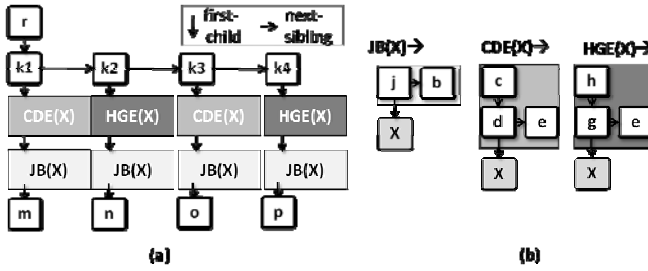 r
first-child
next-sibling
k1 k2 k3 k4
CDE(X) HGE(X) CDE(X) HGE(X)
JB(X) JB(X) JB(X) JB(X)
m n o p
(a)
JB(X)→ CDE(X)→ HGE(X)→
j b c h
d e g e
X X X
(b)